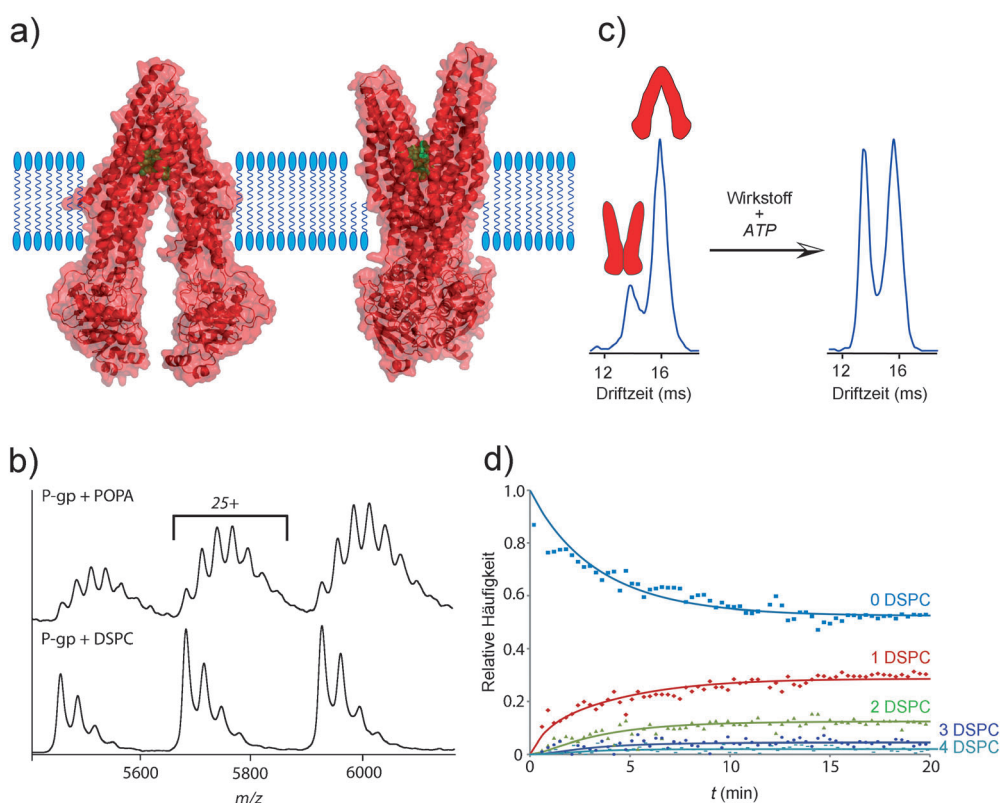 a)
c)
Wirkstoff
+
ATP
12 16
Driftzeit (ms)
12 16
Driftzeit (ms)
b)
P-gp + POPA
25+
P-gp + DSPC
5600 5800 6000
m/z
d)
Relative Häufigkeit
1.0
0.8
0.6
0.4
0.2
0
0 DSPC
1 DSPC
2 DSPC
3 DSPC
4 DSPC
0 5 10 15 20
t (min)